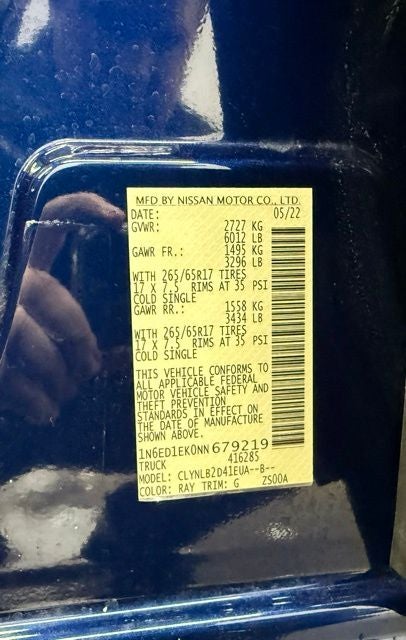 MFD BY NISSAN MOTOR CO., LTD.
DATE: 05/22
GVWR: 2727 KG
6012 LB
GAWR FR.: 1495 KG
3296 LB
WITH 265/65R17 TIRES
17 X 7.5 RIMS AT 35 PSI
COLD SINGLE
GAWR RR.: 1558 KG
3434 LB
WITH 265/65R17 TIRES
17 X 7.5 RIMS AT 35 PSI
COLD SINGLE
THIS VEHICLE CONFORMS TO
ALL APPLICABLE FEDERAL
MOTOR VEHICLE SAFETY AND
THEFT PREVENTION
STANDARDS IN EFFECT ON
THE DATE OF MANUFACTURE
SHOWN ABOVE.
1N6ED1EK0NN679219
TRUCK 416285
MODEL: CLYNLB2D41EUA--B--
COLOR: RAY TRIM: G ZS00A